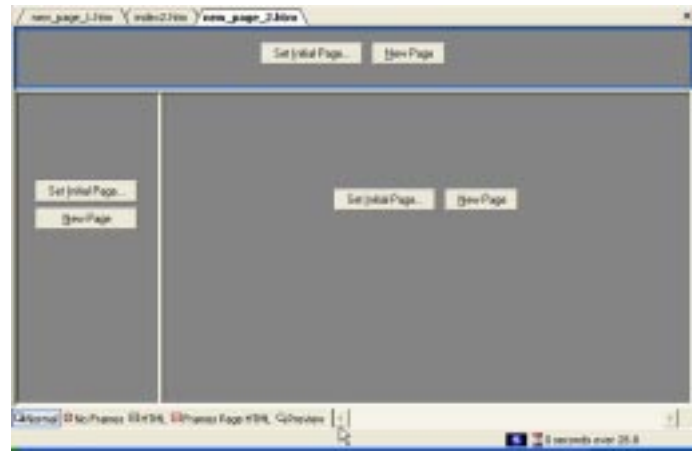 new_page_1.htm index2.htm new_page_2.htm
Set Initial Page... New Page
Set Initial Page...
New Page
Set Initial Page... New Page
Normal No Frames HTML Frames Page HTML Preview
0 seconds over 28.8